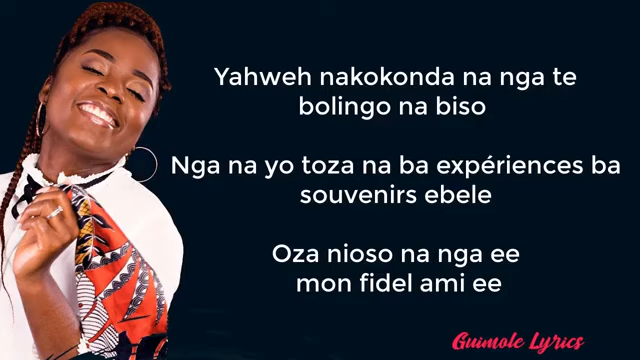 Yahweh nakokonda na nga te
bolingo na biso
Nga na yo toza na ba expériences ba
souvenirs ebele
Oza nioso na nga ee
mon fidel ami ee
Guimole Lyrics